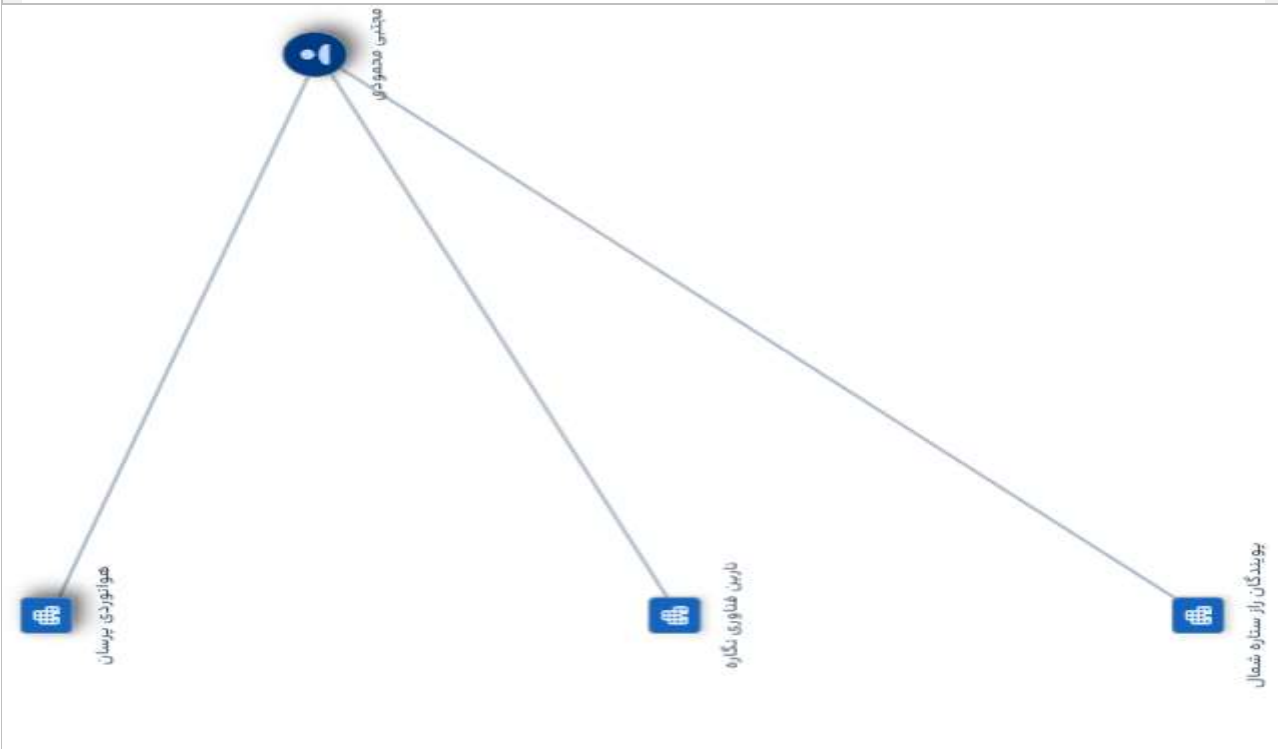 مجتبی محمودی
هوانوردی پرسان
نارین فناوری نگاره
پویندگان راز ستاره شمال